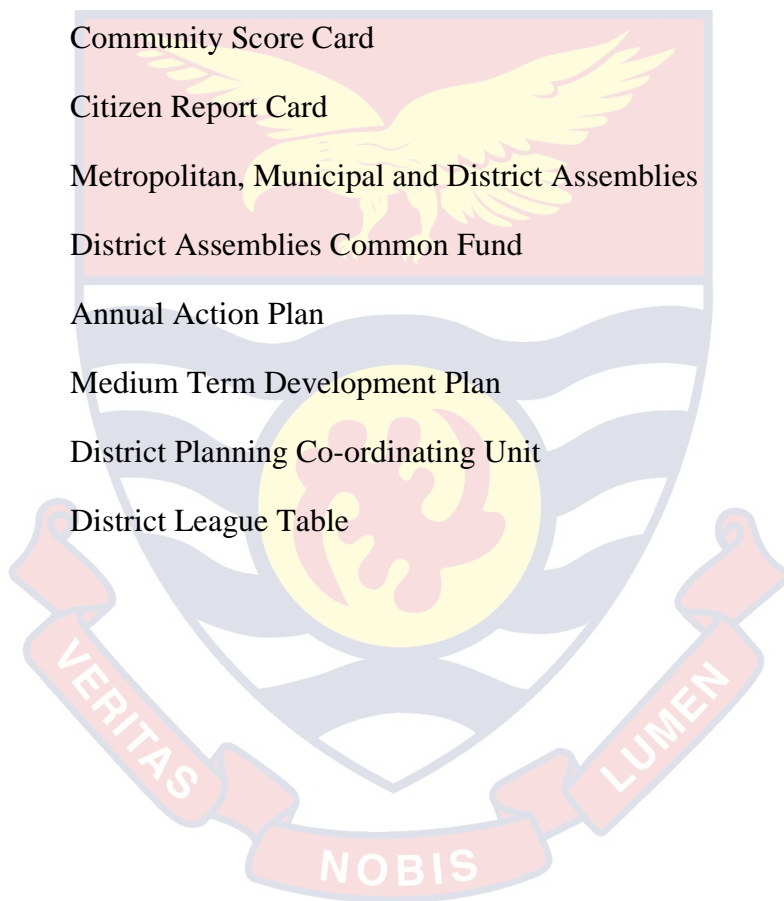 Community Score Card
Citizen Report Card
Metropolitan, Municipal and District Assemblies
District Assemblies Common Fund
Annual Action Plan
Medium Term Development Plan
District Planning Co-ordinating Unit
District League Table
VERITAS
NOBIS
LUMEN